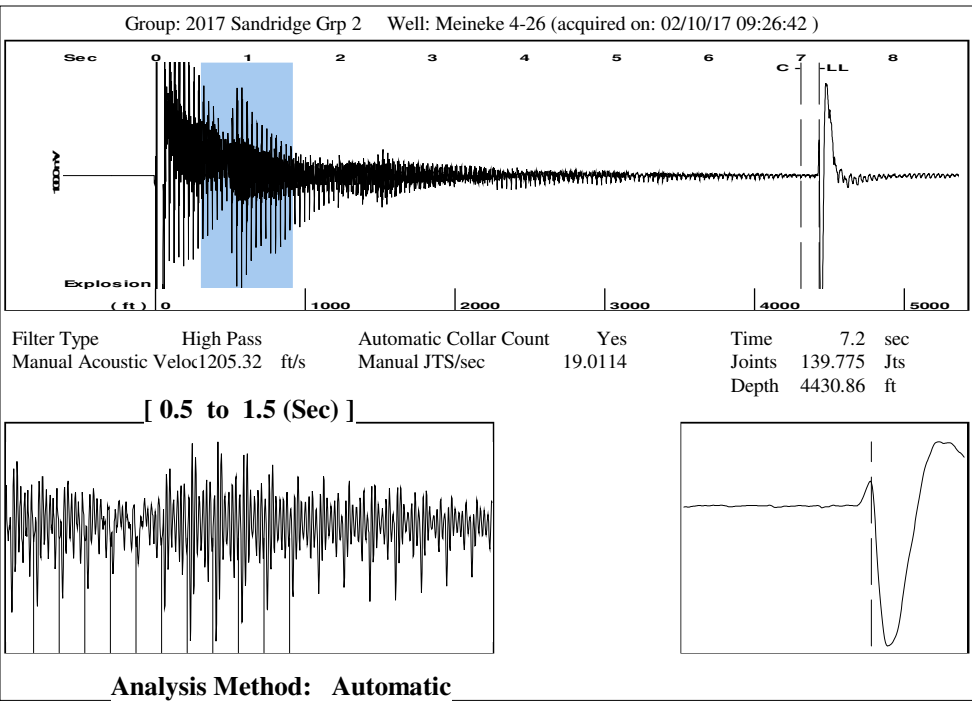 Group: 2017 Sandridge Grp 2 Well: Meineke 4-26 (acquired on: 02/10/17 09:26:42 )
Sec 0 1 2 3 4 5 6 7 8
C LL
100 mV
Explosion
( ft ) 0 1000 2000 3000 4000 5000
Filter Type High Pass Automatic Collar Count Yes Time 7.2 sec
Manual Acoustic Veloc1205.32 ft/s Manual JTS/sec 19.0114 Joints 139.775 Jts
Depth 4430.86 ft
[ 0.5 to 1.5 (Sec) ]
Analysis Method: Automatic